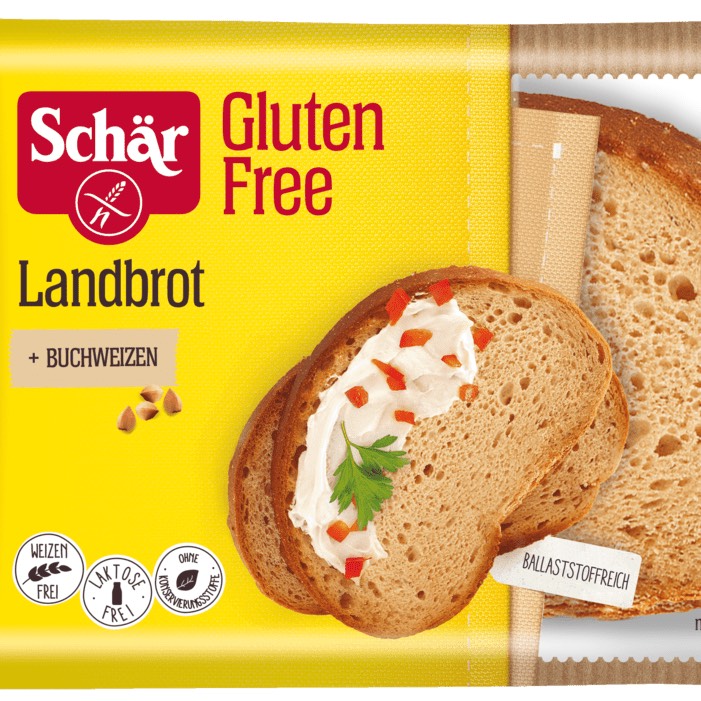 Schär
Gluten
Free
Landbrot
+ BUCHWEIZEN
WEIZEN
FREI
LAKTOSE
FREI
OHNE
KONSERVIERUNGSSTOFFE
BALLASTSTOFFREICH